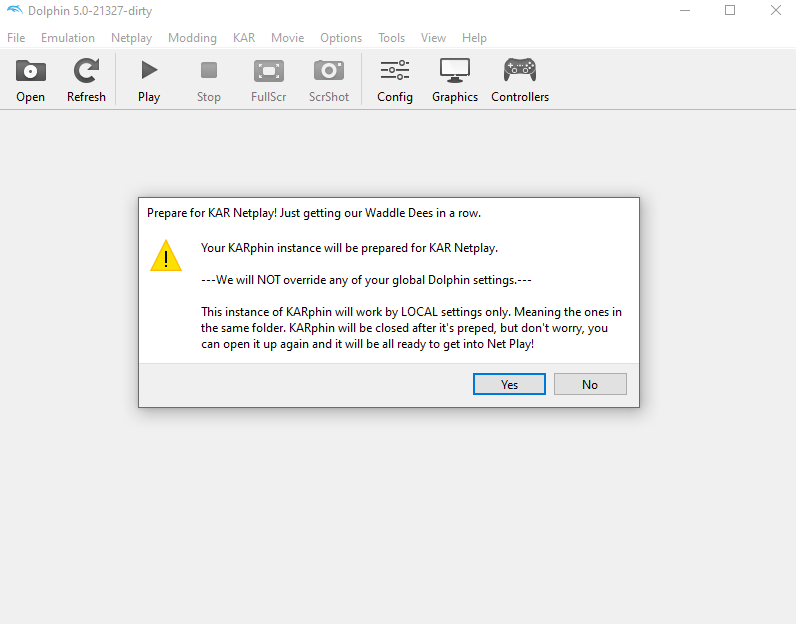 Dolphin 5.0-21327-dirty
File Emulation Netplay Modding KAR Movie Options Tools View Help
Open Refresh Play Stop FullScr ScrShot Config Graphics Controllers
Prepare for KAR Netplay! Just getting our Waddle Dees in a row.
Your KARphin instance will be prepared for KAR Netplay.
---We will NOT override any of your global Dolphin settings.---
This instance of KARphin will work by LOCAL settings only. Meaning the ones in
the same folder. KARphin will be closed after it's preped, but don't worry, you
can open it up again and it will be all ready to get into Net Play!
Yes No